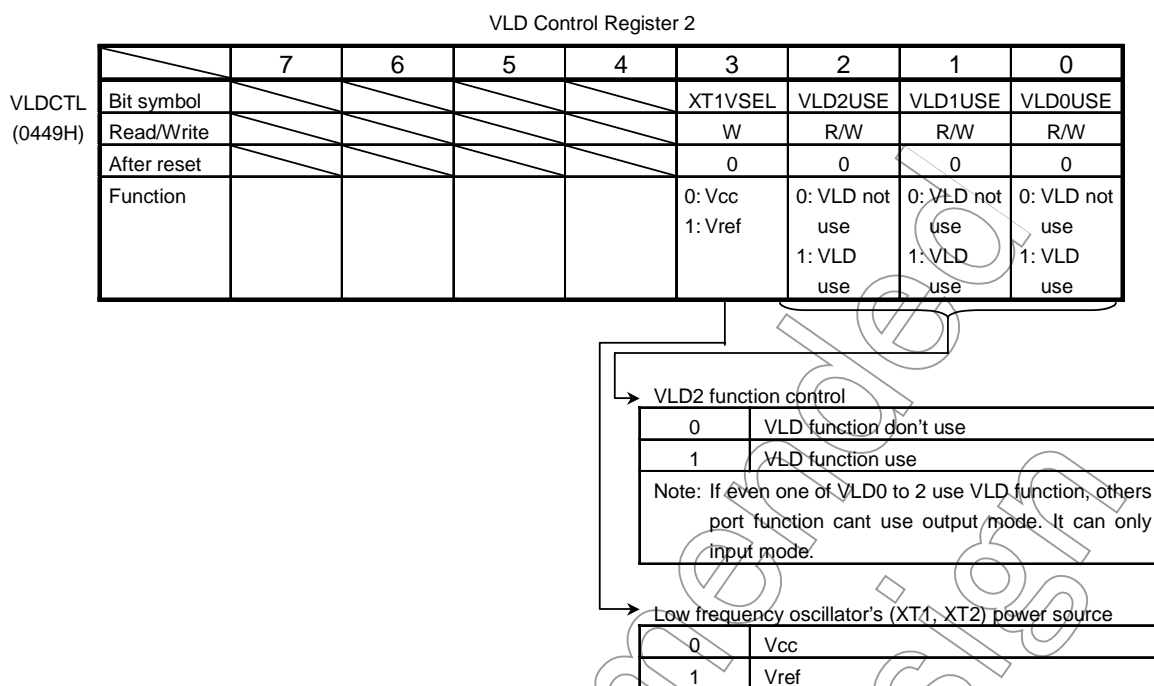 VLD Control Register 2
7 6 5 4 3 2 1 0
VLDCTL Bit symbol XT1VSEL VLD2USE VLD1USE VLD0USE
(0449H) Read/Write W R/W R/W R/W
After reset 0 0 0 0
Function 0: Vcc 0: VLD not 0: VLD not 0: VLD not
1: Vref use use use
1: VLD 1: VLD 1: VLD
use use use
VLD2 function control
0 VLD function don't use
1 VLD function use
Note: If even one of VLD0 to 2 use VLD function, others
port function cant use output mode. It can only
input mode.
Low frequency oscillator's (XT1, XT2) power source
0 Vcc
1 Vref